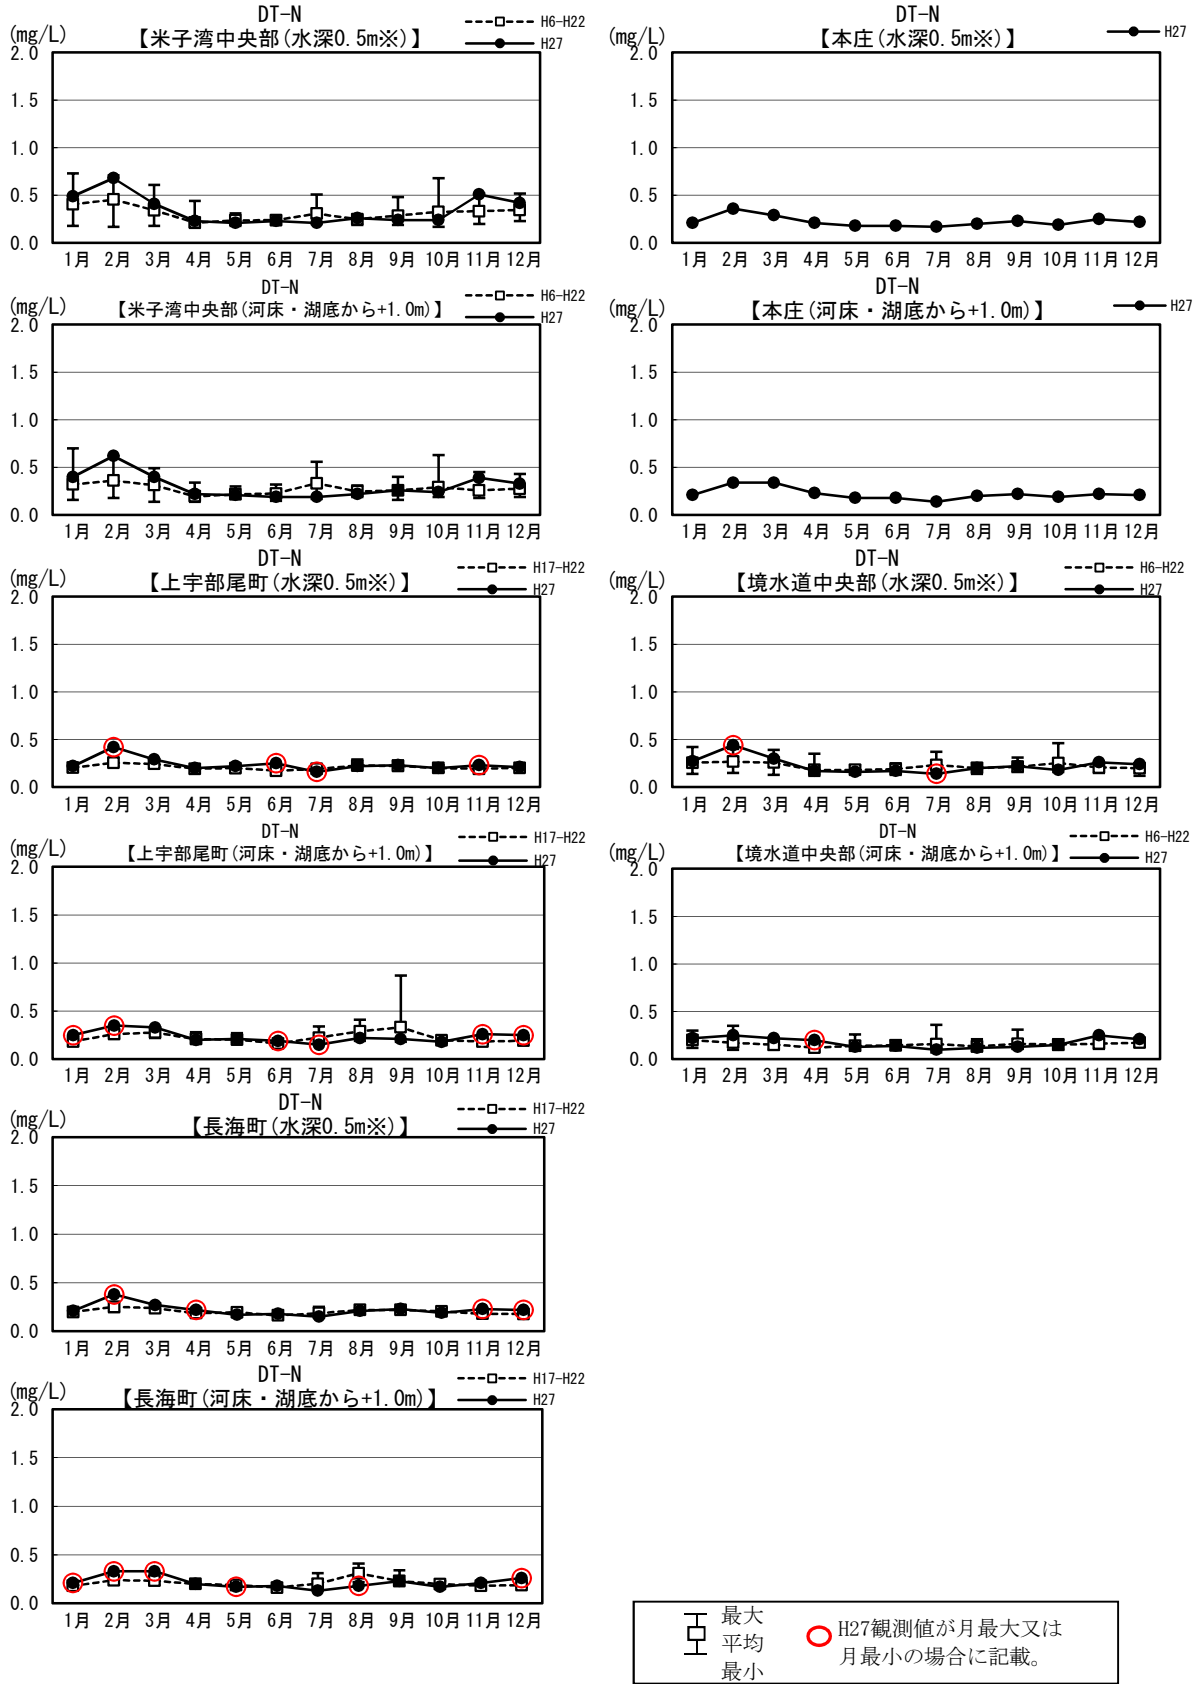 DT-N
【米子湾中央部(水深0.5m※)】
(mg/L)
H6-H22
H27
2.0
1.5
1.0
0.5
0.0
1月 2月 3月 4月 5月 6月 7月 8月 9月 10月 11月 12月
DT-N
【本庄(水深0.5m※)】
(mg/L)
H27
2.0
1.5
1.0
0.5
0.0
1月 2月 3月 4月 5月 6月 7月 8月 9月 10月 11月 12月
DT-N
【米子湾中央部(河床・湖底から+1.0m)】
(mg/L)
H6-H22
H27
2.0
1.5
1.0
0.5
0.0
1月 2月 3月 4月 5月 6月 7月 8月 9月 10月 11月 12月
DT-N
【本庄(河床・湖底から+1.0m)】
(mg/L)
H27
2.0
1.5
1.0
0.5
0.0
1月 2月 3月 4月 5月 6月 7月 8月 9月 10月 11月 12月
DT-N
【上宇部尾町(水深0.5m※)】
(mg/L)
H17-H22
H27
2.0
1.5
1.0
0.5
0.0
1月 2月 3月 4月 5月 6月 7月 8月 9月 10月 11月 12月
DT-N
【境水道中央部(水深0.5m※)】
(mg/L)
H6-H22
H27
2.0
1.5
1.0
0.5
0.0
1月 2月 3月 4月 5月 6月 7月 8月 9月 10月 11月 12月
DT-N
【上宇部尾町(河床・湖底から+1.0m)】
(mg/L)
H17-H22
H27
2.0
1.5
1.0
0.5
0.0
1月 2月 3月 4月 5月 6月 7月 8月 9月 10月 11月 12月
DT-N
【境水道中央部(河床・湖底から+1.0m)】
(mg/L)
H6-H22
H27
2.0
1.5
1.0
0.5
0.0
1月 2月 3月 4月 5月 6月 7月 8月 9月 10月 11月 12月
DT-N
【長海町(水深0.5m※)】
(mg/L)
H17-H22
H27
2.0
1.5
1.0
0.5
0.0
1月 2月 3月 4月 5月 6月 7月 8月 9月 10月 11月 12月
DT-N
【長海町(河床・湖底から+1.0m)】
(mg/L)
H17-H22
H27
2.0
1.5
1.0
0.5
0.0
1月 2月 3月 4月 5月 6月 7月 8月 9月 10月 11月 12月
最大
平均
最小
H27観測値が月最大又は
月最小の場合に記載。